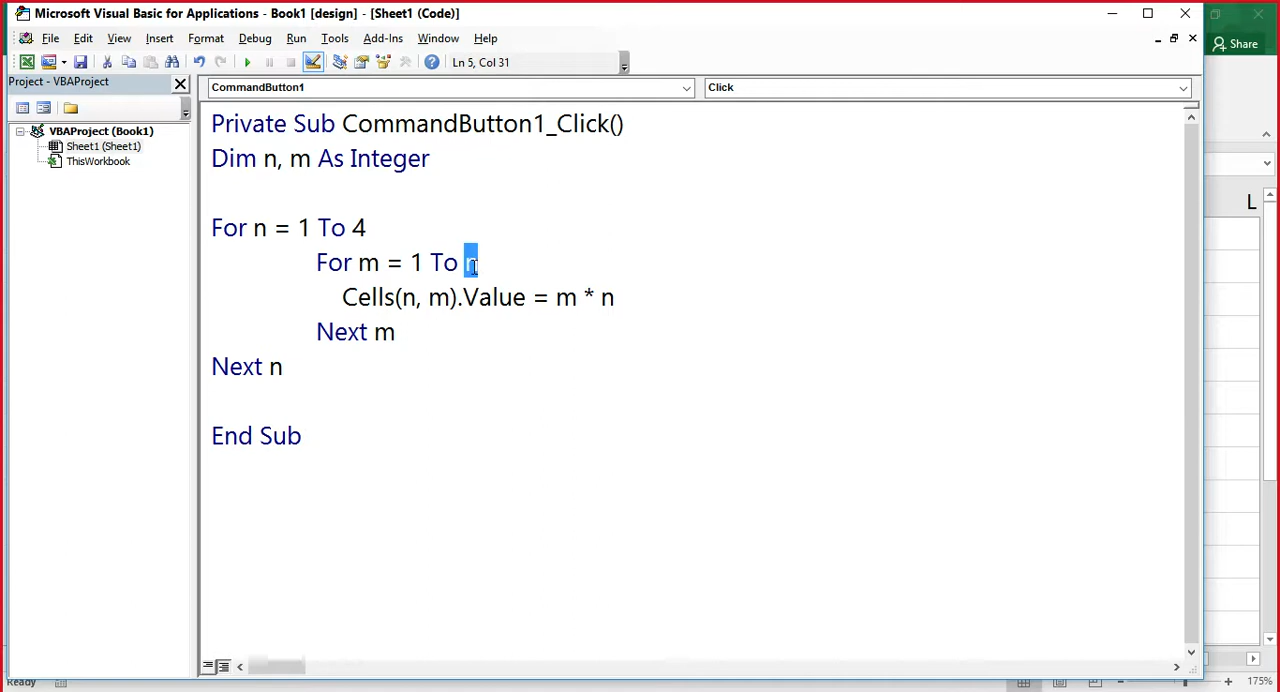 Microsoft Visual Basic for Applications - Book1 [design] - [Sheet1 (Code)]
File Edit View Insert Format Debug Run Tools Add-Ins Window Help
Share
Ln 5, Col 31
Project - VBAProject
CommandButton1 Click
VBAProject (Book1)
Sheet1 (Sheet1)
ThisWorkbook
Private Sub CommandButton1_Click()
Dim n, m As Integer
For n = 1 To 4
For m = 1 To n
Cells(n, m).Value = m * n
Next m
Next n
End Sub
L
Ready
175%